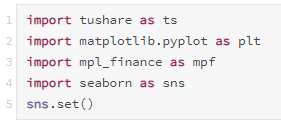 1 import tushare as ts
2 import matplotlib.pyplot as plt
3 import mpl_finance as mpf
4 import seaborn as sns
5 sns.set()